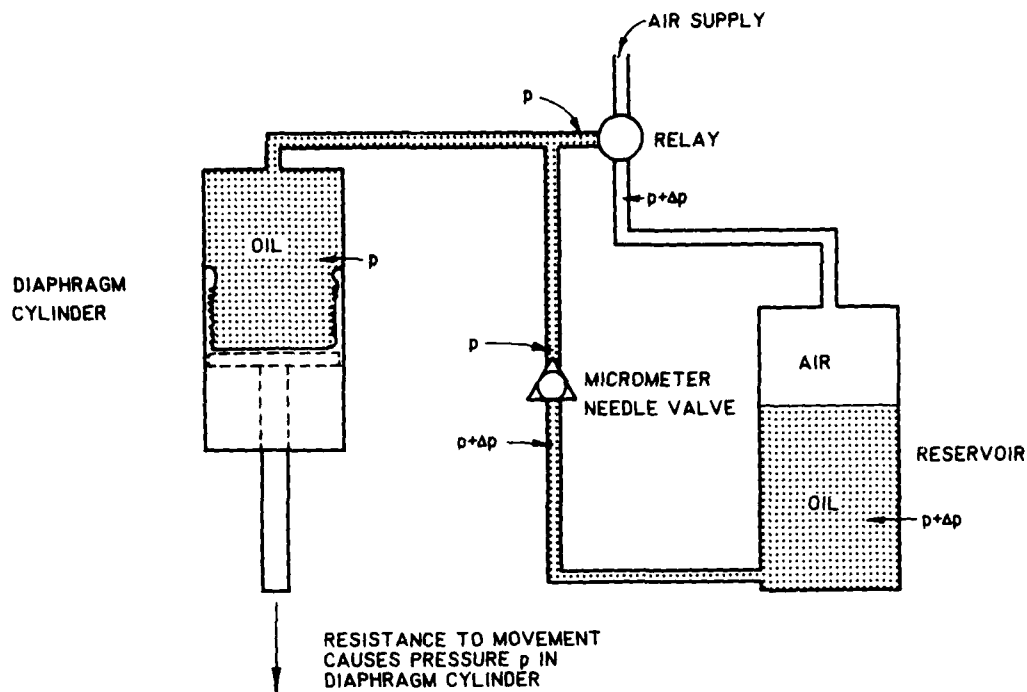 AIR SUPPLY
p
RELAY
p+Δp
OIL
p
DIAPHRAGM
CYLINDER
p
AIR
MICROMETER
NEEDLE VALVE
p+Δp
RESERVOIR
OIL
p+Δp
RESISTANCE TO MOVEMENT
CAUSES PRESSURE p IN
DIAPHRAGM CYLINDER